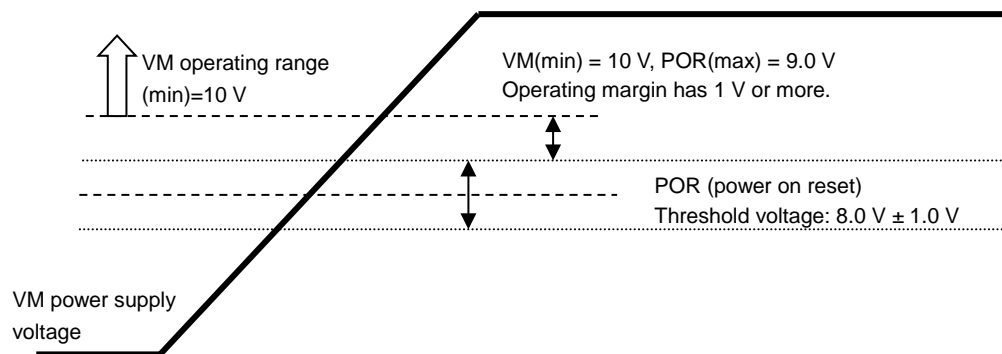 VM operating range
(min)=10 V
VM(min) = 10 V, POR(max) = 9.0 V
Operating margin has 1 V or more.
POR (power on reset)
Threshold voltage: 8.0 V ± 1.0 V
VM power supply
voltage